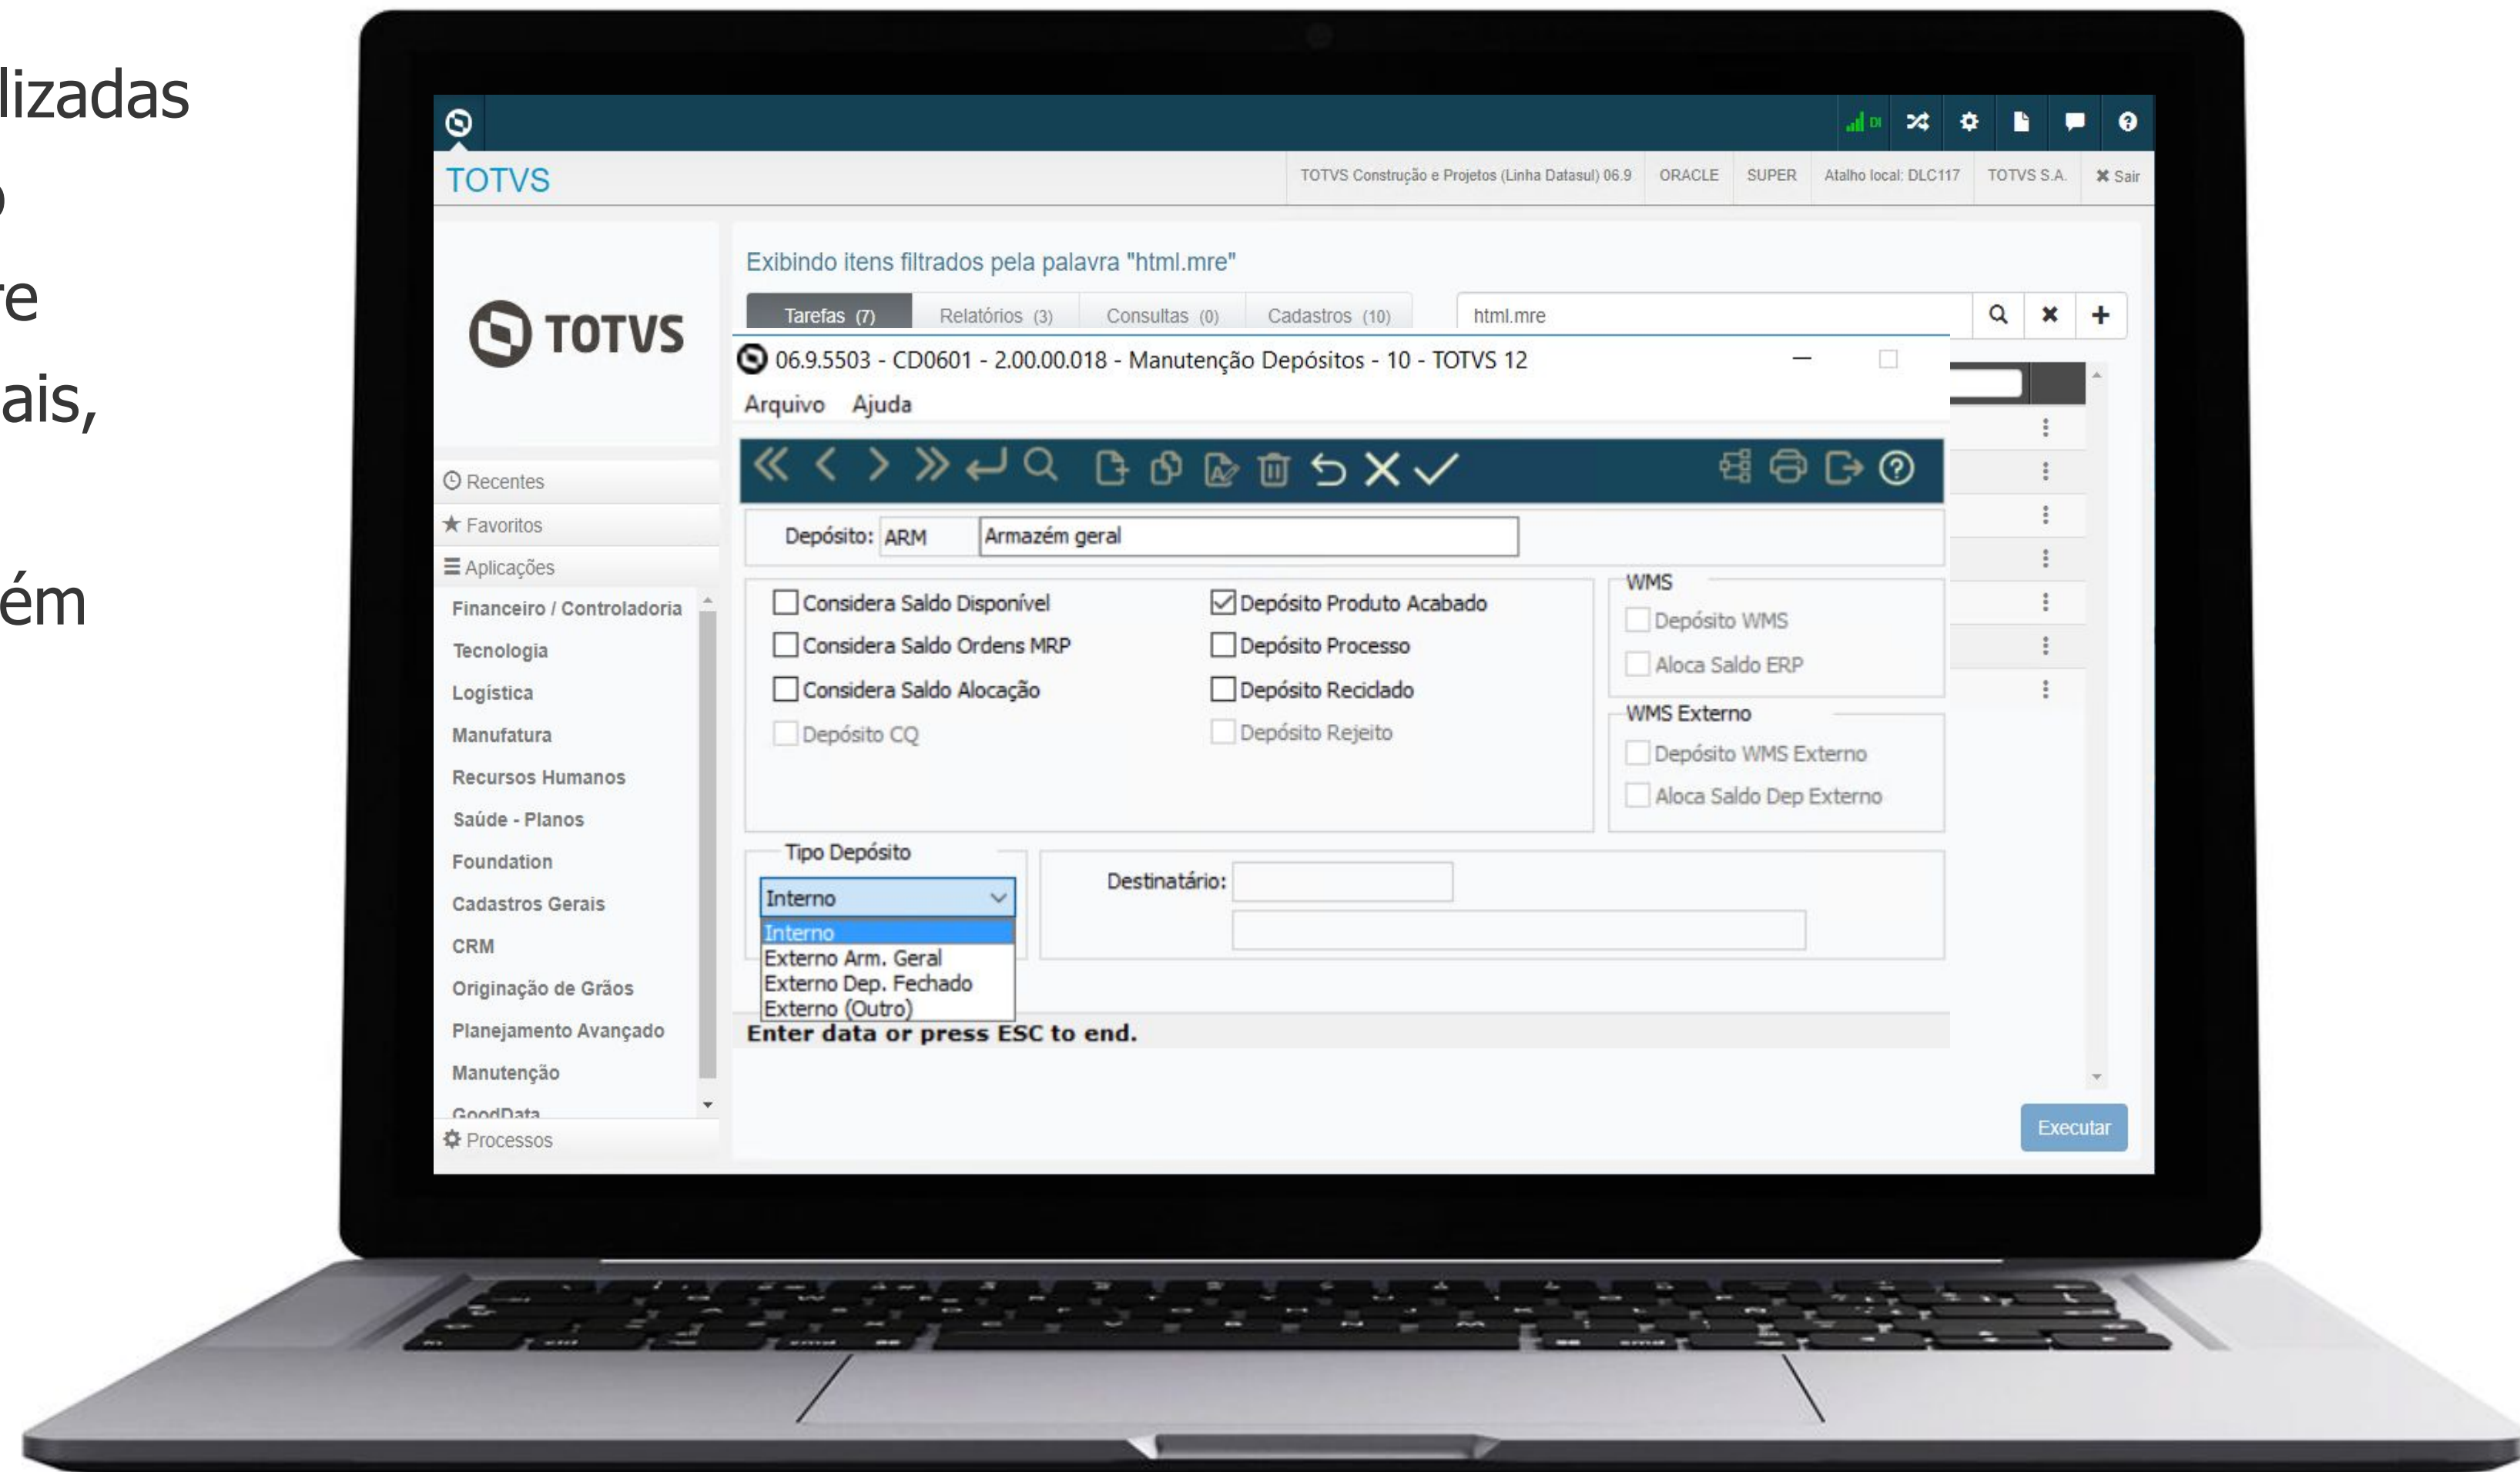 lizadas
o
re
ais,
ém
DI
TOTVS
TOTVS Construção e Projetos (Linha Datasul) 06.9 ORACLE SUPER Atalho local: DLC117 TOTVS S.A. Sair
TOTVS
Recentes
Favoritos
Aplicações
Financeiro / Controladoria
Tecnologia
Logística
Manufatura
Recursos Humanos
Saúde - Planos
Foundation
Cadastros Gerais
CRM
Originação de Grãos
Planejamento Avançado
Manutenção
GoodData
Processos
Exibindo itens filtrados pela palavra "html.mre"
Tarefas (7) Relatórios (3) Consultas (0) Cadastros (10) html.mre
06.9.5503 - CD0601 - 2.00.00.018 - Manutenção Depósitos - 10 - TOTVS 12
Arquivo Ajuda
Depósito: ARM Armazém geral
Considera Saldo Disponível
Considera Saldo Ordens MRP
Considera Saldo Alocação
Depósito CQ
Depósito Produto Acabado
Depósito Processo
Depósito Reciclado
Depósito Rejeito
WMS
Depósito WMS
Aloca Saldo ERP
WMS Externo
Depósito WMS Externo
Aloca Saldo Dep Externo
Tipo Depósito
Interno
Interno
Externo Arm. Geral
Externo Dep. Fechado
Externo (Outro)
Destinatário:
Enter data or press ESC to end.
Executar